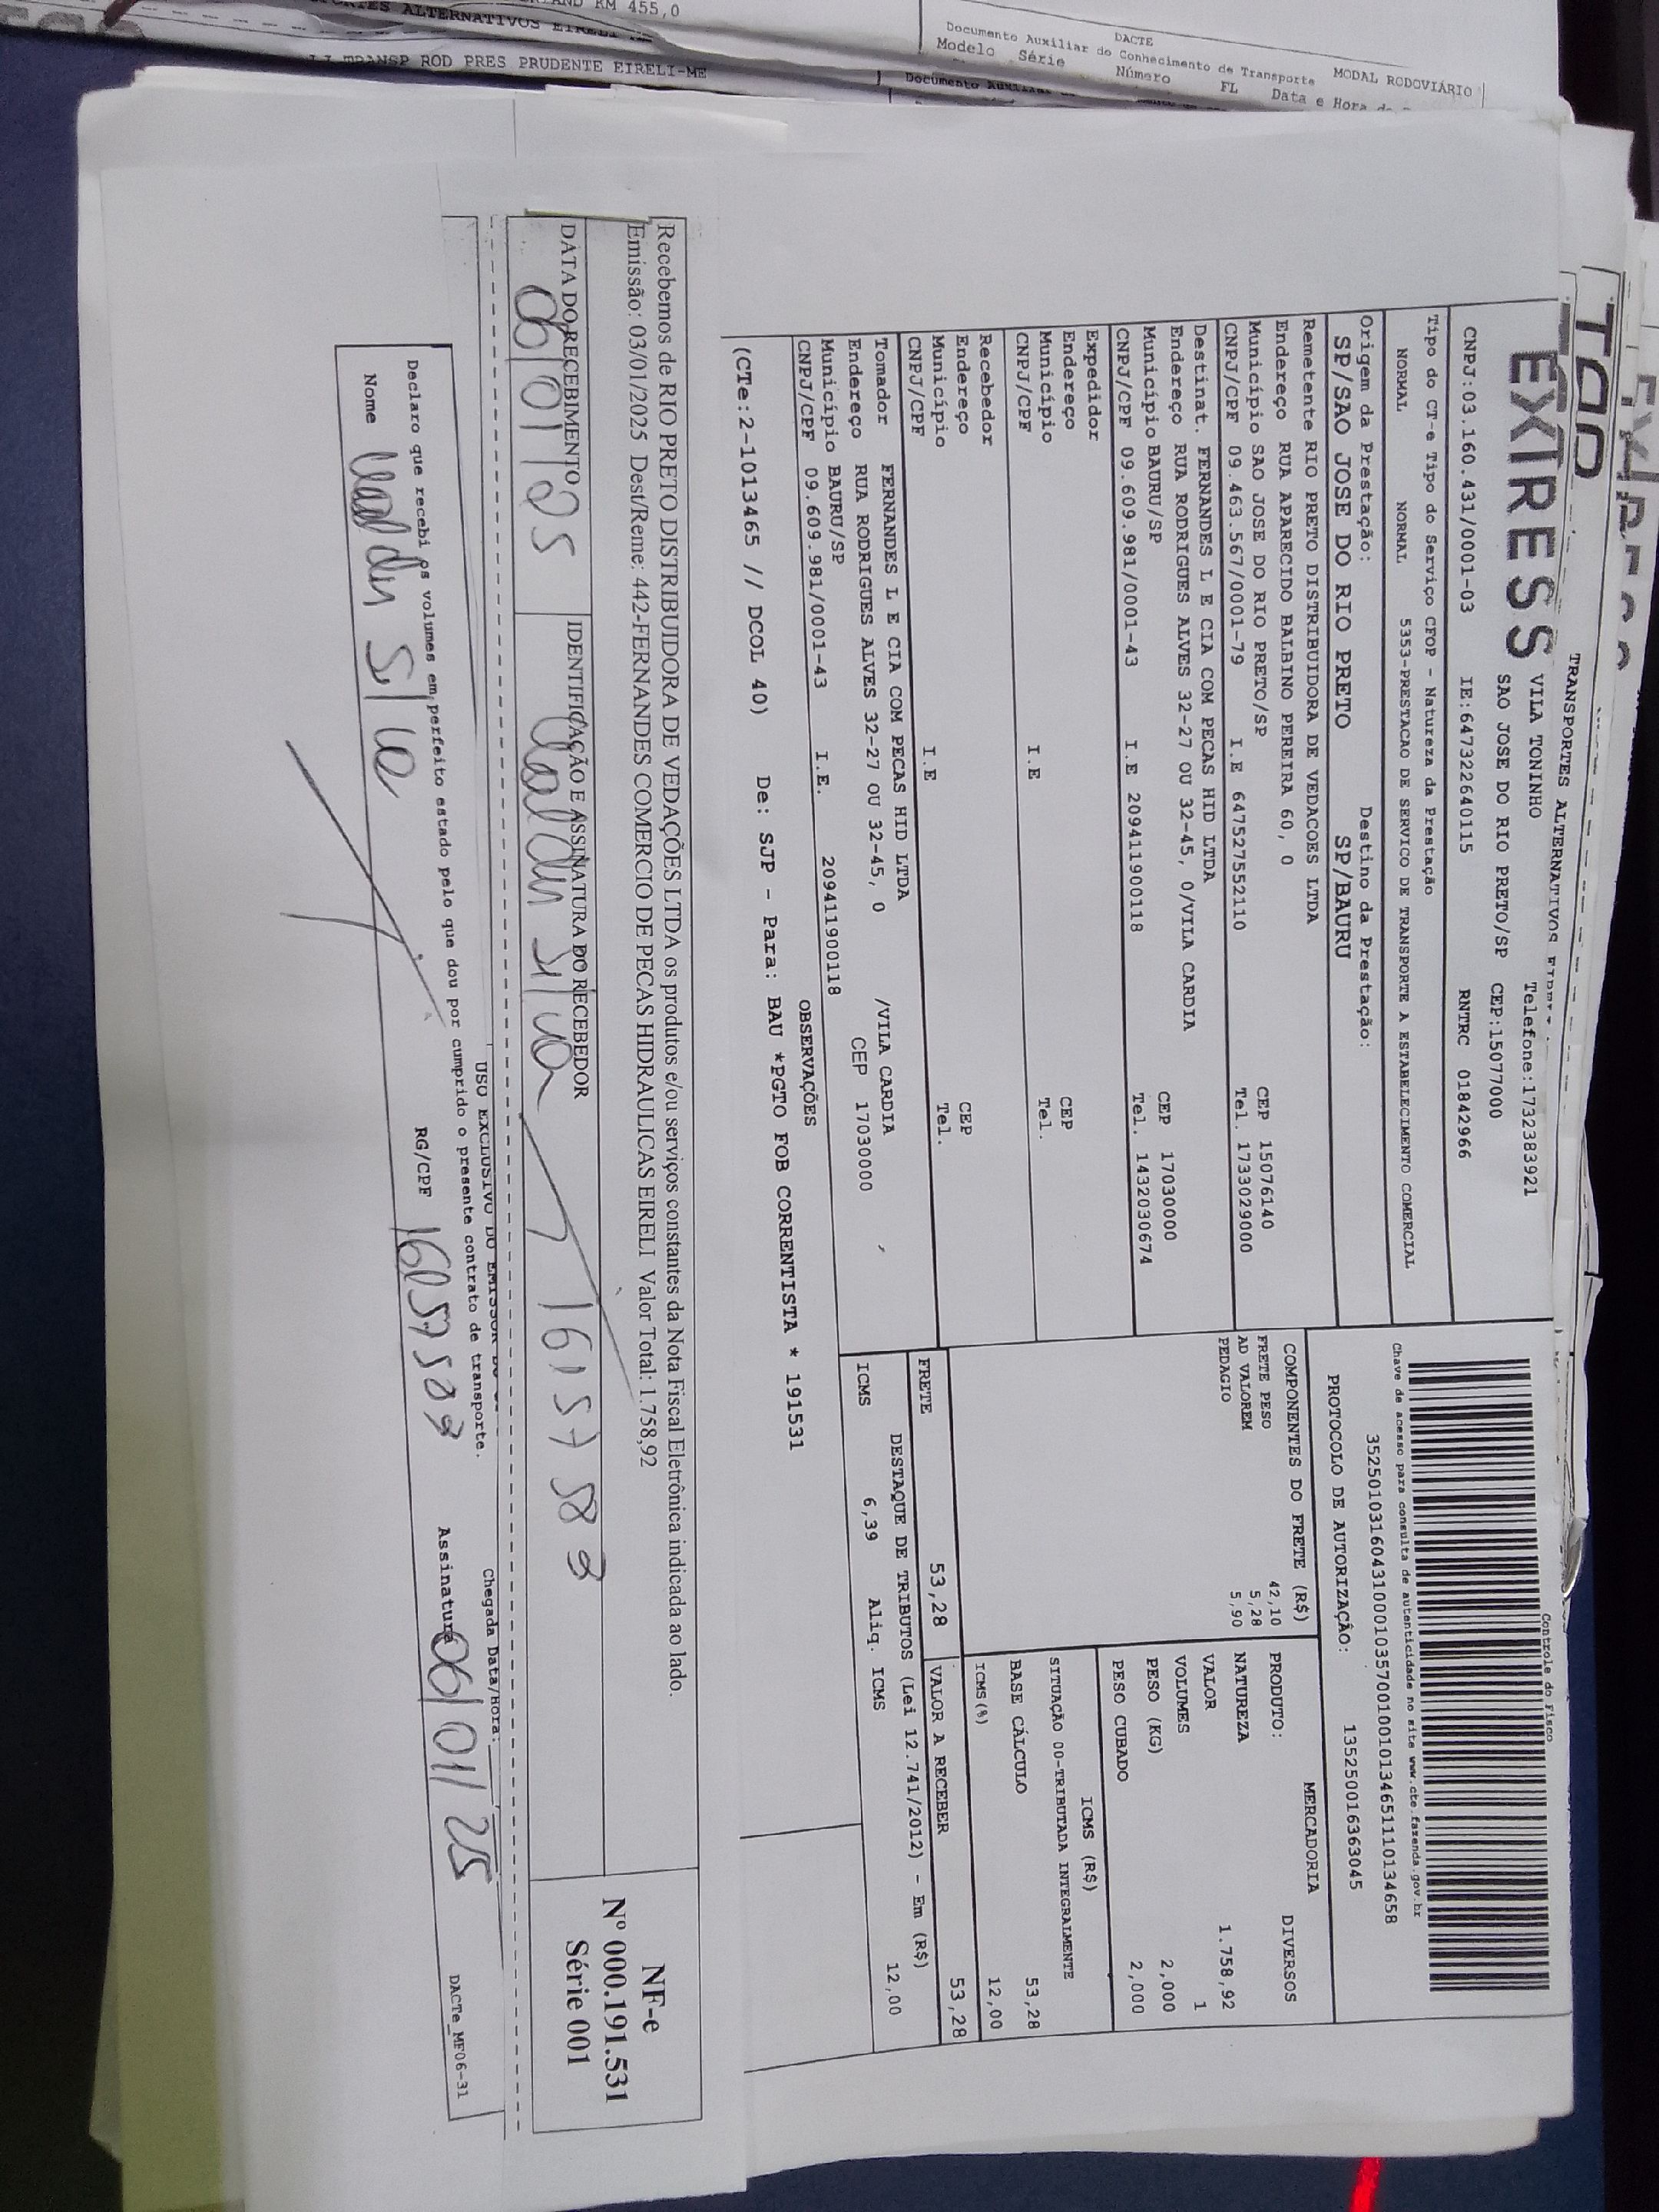 RM 455,0
TRANSP ROD PRES PRUDENTE EIRELI-ME
DACTE
Documento Auxiliar do Conhecimento de Transporte
MODAL RODOVIÁRIO
Modelo Série Número FL Data e Hora
TRANSPORTES ALTERNATIVOS
EXIRESS
VILA TONINHO Telefone:1732383921
SAO JOSE DO RIO PRETO/SP CEP:15077000
CNPJ:03.160.431/0001-03 IE:647322640115 RNTRC 01842966
Tipo do CT-e Tipo do Serviço CFOP - Natureza da Prestação
NORMAL NORMAL 5353-PRESTACAO DE SERVICO DE TRANSPORTE A ESTABELECIMENTO COMERCIAL
Origem da Prestação: Destino da Prestação:
SP/SAO JOSE DO RIO PRETO SP/BAURU
Remetente RIO PRETO DISTRIBUIDORA DE VEDACOES LTDA
Endereço RUA APARECIDO BALBINO PEREIRA 60, 0 CEP 15076140
Município SAO JOSE DO RIO PRETO/SP Tel. 1733029000
CNPJ/CPF 09.463.567/0001-79 I.E 647527552110
Destinat. FERNANDES L E CIA COM PECAS HID LTDA
Endereço RUA RODRIGUES ALVES 32-27 OU 32-45, 0/VILA CARDIA
Município BAURU/SP CEP 17030000
CNPJ/CPF 09.609.981/0001-43 I.E 209411900118 Tel. 1432030674
Expedidor
Endereço
Município CEP
CNPJ/CPF I.E Tel.
Recebedor
Endereço
Município CEP
CNPJ/CPF I.E Tel.
Tomador FERNANDES L E CIA COM PECAS HID LTDA
Endereço RUA RODRIGUES ALVES 32-27 OU 32-45, 0 /VILA CARDIA ,
Município BAURU/SP CEP 17030000
CNPJ/CPF 09.609.981/0001-43 I.E. 209411900118
Controle do Fisco
Chave de acesso para consulta de autenticidade no site www.cte.fazenda.gov.br
35250103160431000103570010010134651110134658
PROTOCOLO DE AUTORIZAÇÃO: 135250016363045
COMPONENTES DO FRETE (R$)
FRETE PESO 42,10
AD VALOREM 5,28
PEDAGIO 5,90
MERCADORIA
PRODUTO: DIVERSOS
NATUREZA
VALOR 1.758,92
VOLUMES 1
PESO (KG) 2,000
PESO CUBADO 2,000
ICMS (R$)
SITUAÇÃO 00-TRIBUTADA INTEGRALMENTE
BASE CÁLCULO 53,28
ICMS(%) 12,00
FRETE 53,28 VALOR A RECEBER 53,28
DESTAQUE DE TRIBUTOS (Lei 12.741/2012) - Em (R$)
ICMS 6,39 Aliq. ICMS 12,00
OBSERVAÇÕES
(CTe:2-1013465 // DCOL 40) De: SJP - Para: BAU *PGTO FOB CORRENTISTA * 191531
Recebemos de RIO PRETO DISTRIBUIDORA DE VEDAÇÕES LTDA os produtos e/ou serviços constantes da Nota Fiscal Eletrônica indicada ao lado.
Emissão: 03/01/2025 Dest/Reme: 442-FERNANDES COMERCIO DE PECAS HIDRAULICAS EIRELI Valor Total: 1.758,92
DATA DO RECEBIMENTO
IDENTIFICAÇÃO E ASSINATURA DO RECEBEDOR
NF-e
Nº 000.191.531
Série 001
USO EXCLUSIVO DO EMISSOR DO
Chegada Data/Hora:
Declaro que recebi os volumes em perfeito estado pelo que dou por cumprido o presente contrato de transporte.
Nome RG/CPF Assinatura 06/01/25
DACTe_MF06-31